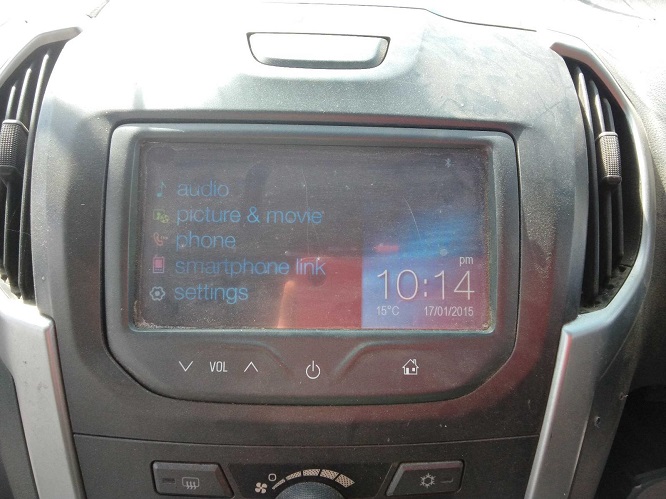 audio
picture & movie
phone
smartphone link
settings
pm
10:14
15°C 17/01/2015
VOL